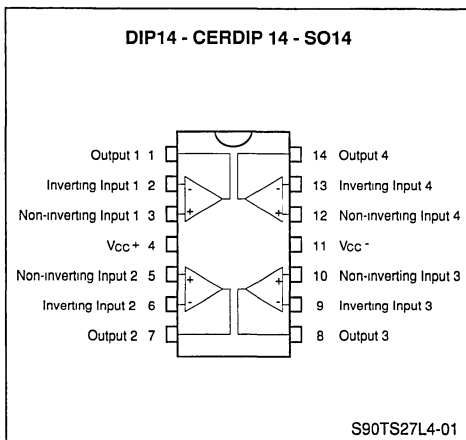 DIP14 - CERDIP 14 - SO14
Output 1 1 14 Output 4
Inverting Input 1 2 - - 13 Inverting Input 4
Non-inverting Input 1 3 + + 12 Non-inverting Input 4
Vcc + 4 11 Vcc -
Non-inverting Input 2 5 + + 10 Non-inverting Input 3
Inverting Input 2 6 - - 9 Inverting Input 3
Output 2 7 8 Output 3
S90TS27L4-01